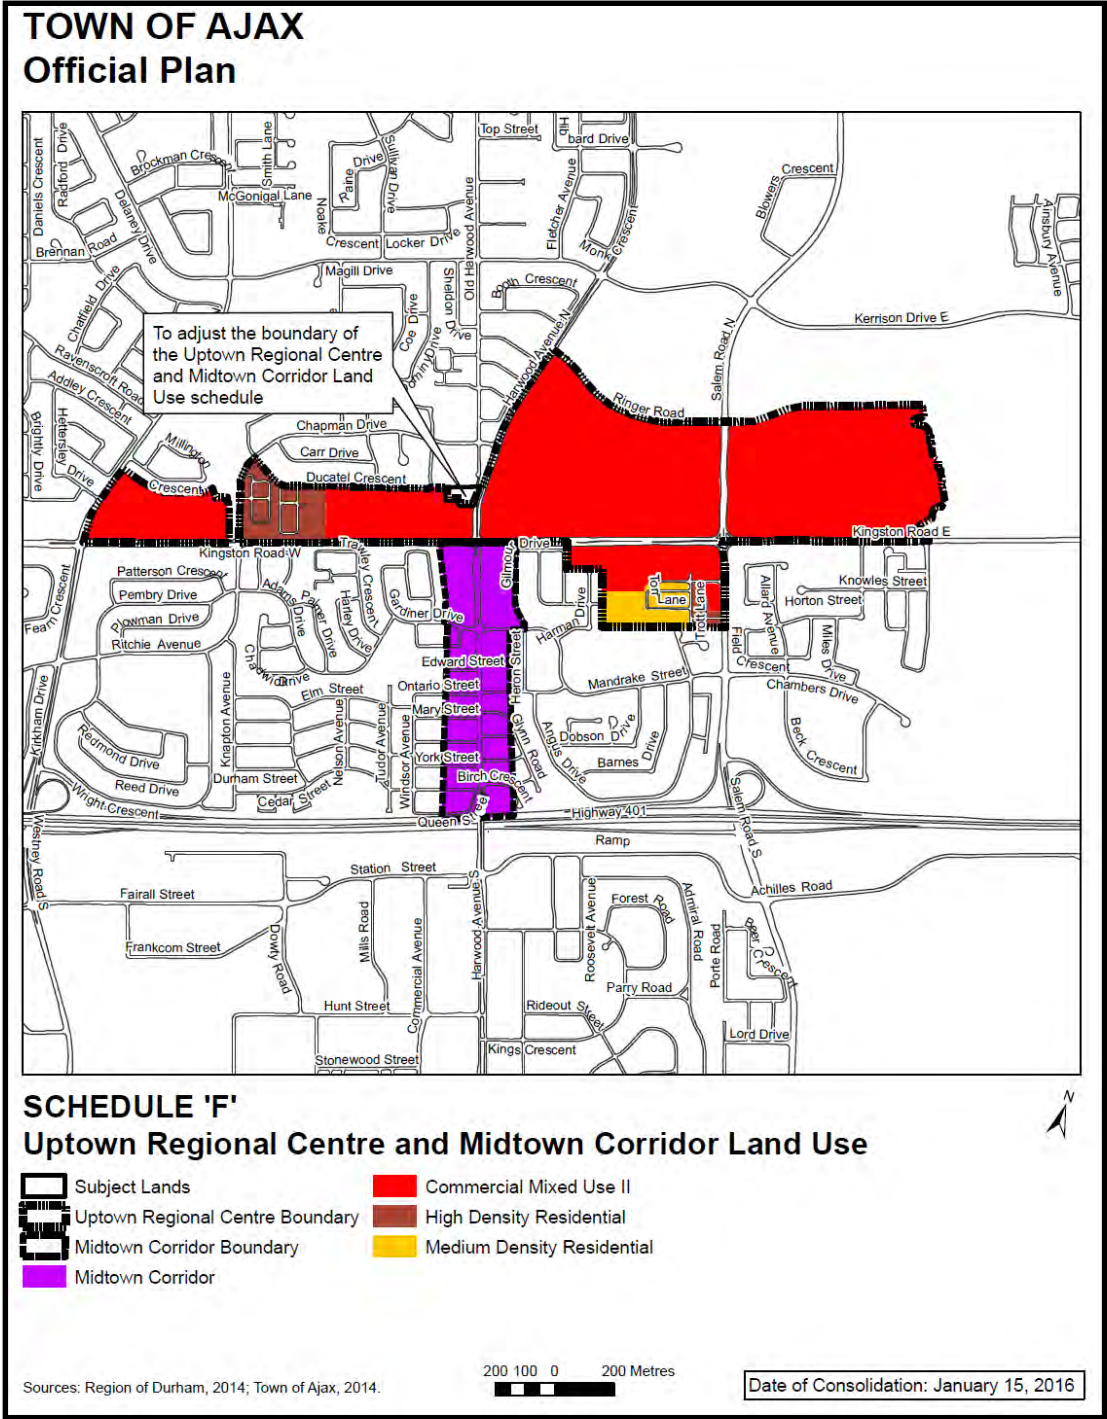 TOWN OF AJAX
Official Plan
Top Street
Hib
bard Drive
Daniels Crescent
Radford Drive
Brockman Crescent
Smith Lane
McGonigal Lane
Delaney Drive
Raine
Drive
Sullivan Drive
Noake
Crescent
Locker Drive
Old Harwood Avenue
Fletcher Avenue
Monk
Crescent
Blowers
Crescent
Ainsbury Avenue
Brennan Road
Magill Drive
Sheldon
Drive
Booth Crescent
Chatfield Drive
Coe Drive
Kerrison Drive E
Salem Road N
Harwood Avenue N
To adjust the boundary of
the Uptown Regional Centre
and Midtown Corridor Land
Use schedule
Ravenscroft Road
Addley Crescent
Brightly Drive
Hettersley
Drive
Millington
Crescent
Chapman Drive
Carr Drive
Ducatel Crescent
Ringer Road
Kingston Road E
Kingston Road W
Trawley Crescent
Gilmour
Drive
Fearn Crescent
Patterson Crescent
Pembry Drive
Plowman Drive
Ritchie Avenue
Adams Drive
Palmer Drive
Harley Drive
Gardiner Drive
Harman
Drive
Torr
Lane
Trott Lane
Allard Avenue
Knowles Street
Horton Street
Miles Drive
Field
Crescent
Chambers Drive
Chadwick
Drive
Edward Street
Heron Street
Mandrake Street
Kirkham Drive
Elm Street
Ontario Street
Mary Street
Knapton Avenue
Nelson Avenue
Tudor Avenue
Windsor Avenue
Glynn Road
Angus Drive
Dobson Drive
Barnes
Drive
Beck Crescent
Redmond Drive
Reed Drive
York Street
Birch Crescent
Durham Street
Cedar Street
Wright Crescent
Queen Street
Highway 401
Salem Road S
Westney Road S
Ramp
Station Street
Achilles Road
Fairall Street
Frankcom Street
Dowty Road
Mills Road
Commercial Avenue
Harwood Avenue S
Roosevelt Avenue
Forest Road
Admiral Road
Porte Road
Beer
Crescent
Parry Road
Hunt Street
Rideout Street
Lord Drive
Kings Crescent
Stonewood Street
N
SCHEDULE 'F'
Uptown Regional Centre and Midtown Corridor Land Use
Subject Lands
Uptown Regional Centre Boundary
Midtown Corridor Boundary
Midtown Corridor
Commercial Mixed Use II
High Density Residential
Medium Density Residential
200 100 0 200 Metres
Sources: Region of Durham, 2014; Town of Ajax, 2014.
Date of Consolidation: January 15, 2016